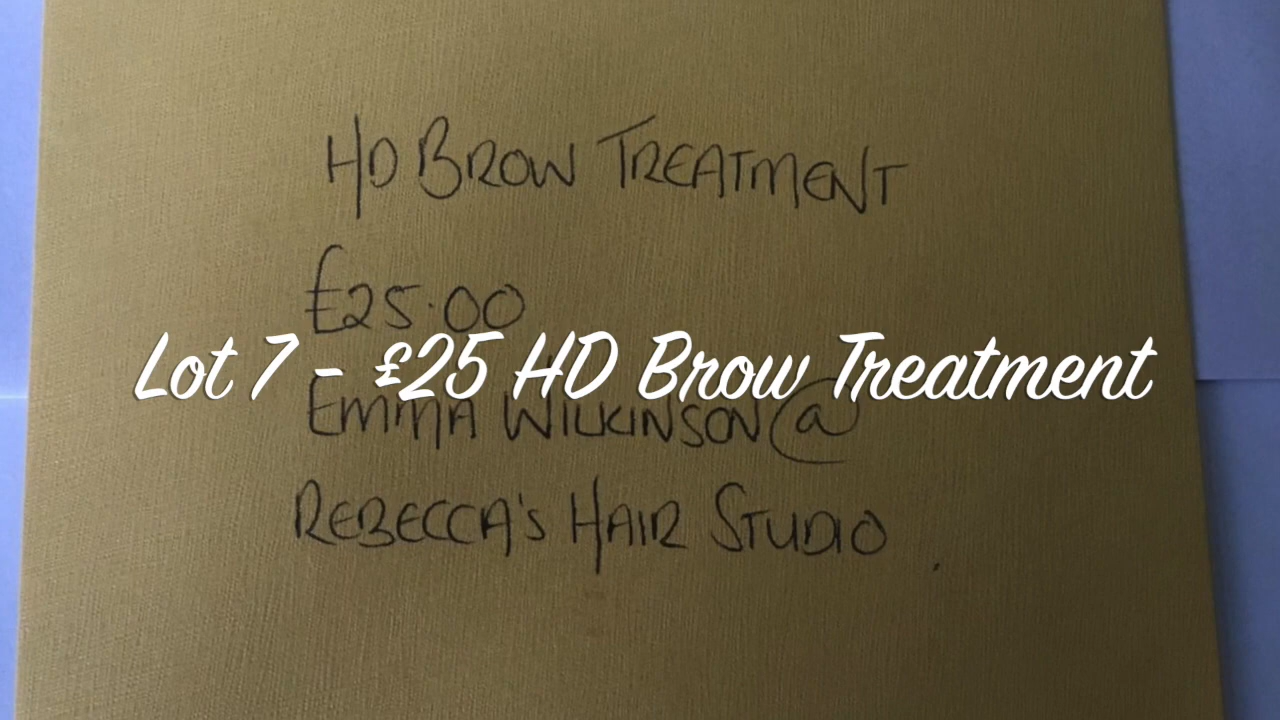 HD BROW TREATMENT
£25.00
Lot 7 - £25 HD Brow Treatment
EMMA WILKINSON @
REBECCA'S HAIR STUDIO.